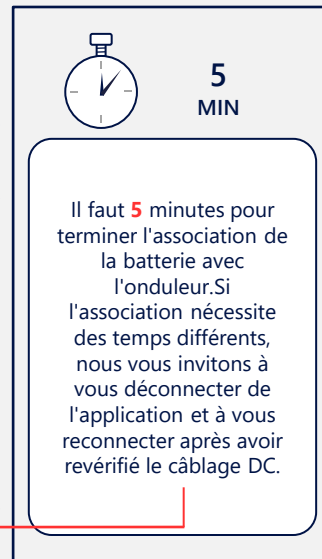 5
MIN
Il faut 5 minutes pour
terminer l'association de
la batterie avec
l'onduleur.Si
l'association nécessite
des temps différents,
nous vous invitons à
vous déconnecter de
l'application et à vous
reconnecter après avoir
revérifié le câblage DC.